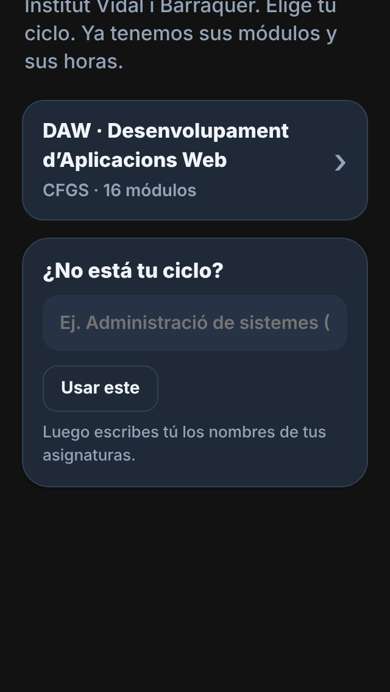 Institut Vidal i Barraquer. Elige tu
ciclo. Ya tenemos sus módulos y
sus horas.
DAW · Desenvolupament
d’Aplicacions Web
CFGS · 16 módulos
¿No está tu ciclo?
Ej. Administració de sistemes (
Usar este
Luego escribes tú los nombres de tus
asignaturas.